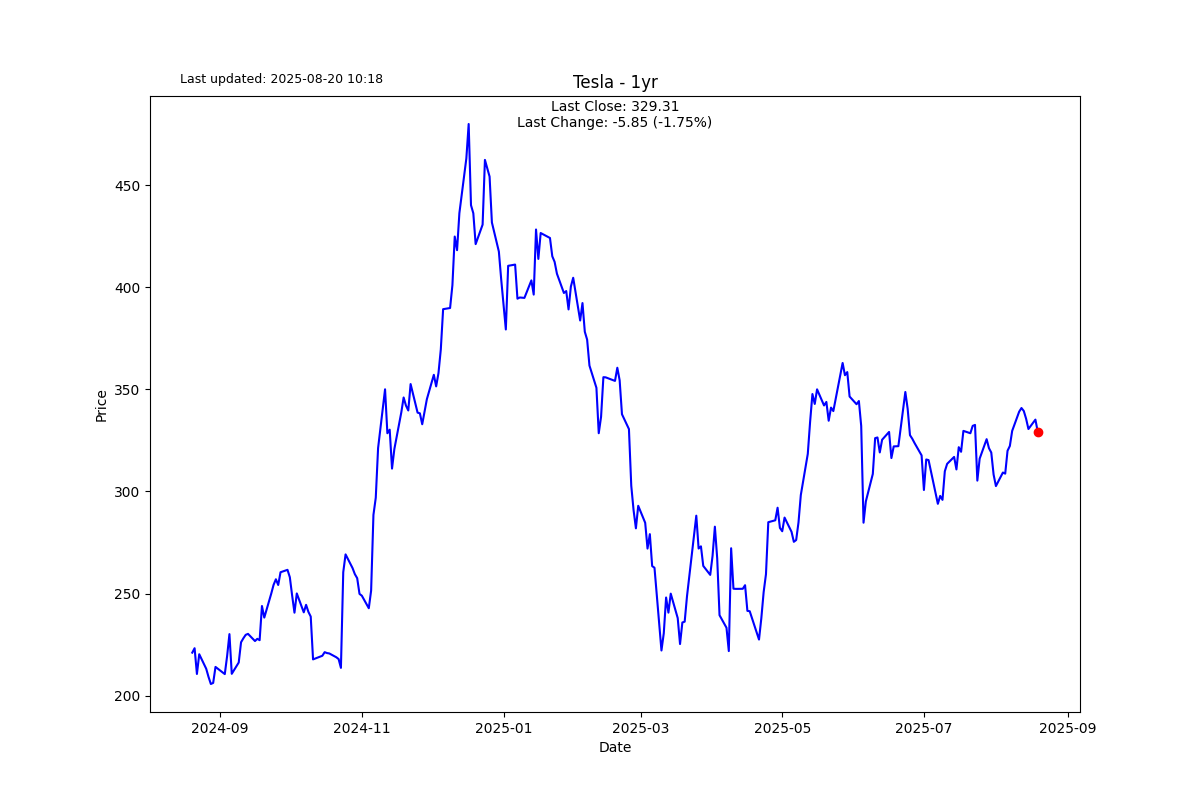 Last updated: 2025-08-20 10:18
Tesla - 1yr
Last Close: 329.31
Last Change: -5.85 (-1.75%)
450
400
350
300
250
200
Price
2024-09
2024-11
2025-01
2025-03
2025-05
2025-07
2025-09
Date